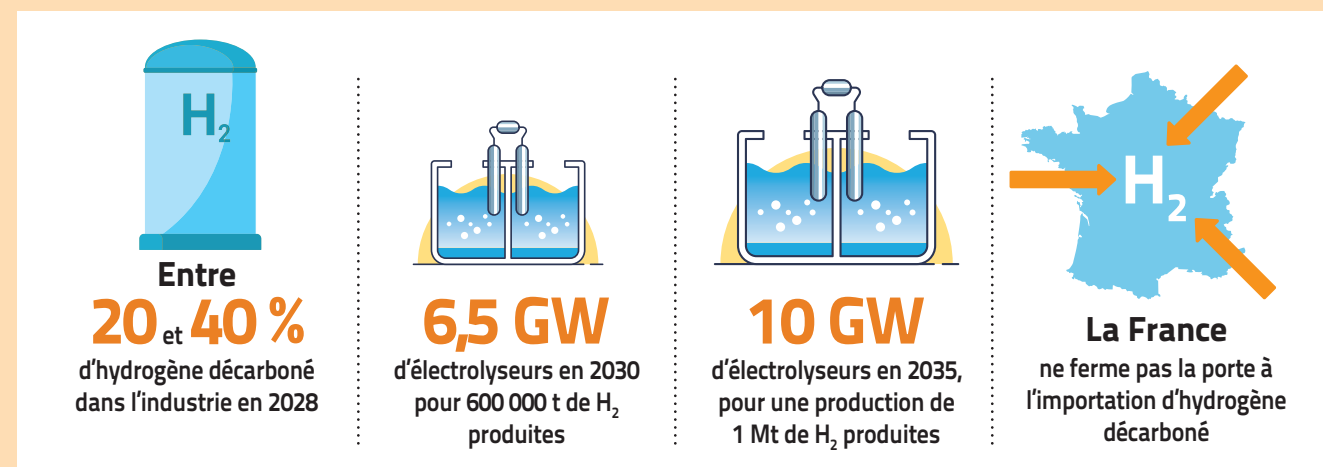 H₂
Entre
20 et 40 %
d'hydrogène décarboné
dans l'industrie en 2028
6,5 GW
d'électrolyseurs en 2030
pour 600 000 t de H₂
produites
10 GW
d'électrolyseurs en 2035,
pour une production de
1 Mt de H₂ produites
H₂
La France
ne ferme pas la porte à
l'importation d'hydrogène
décarboné